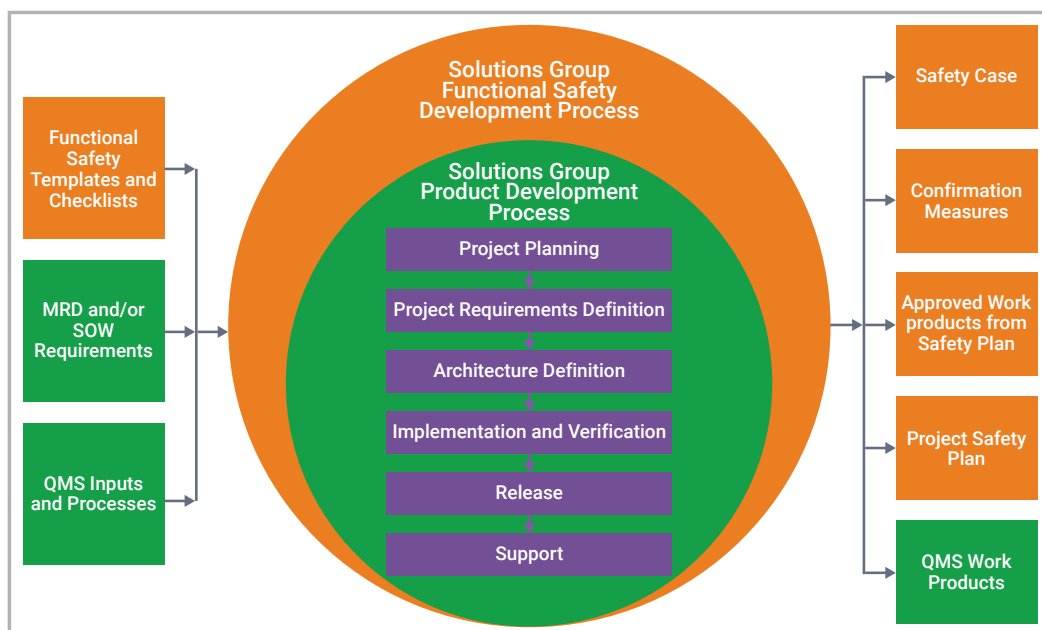 Functional
Safety
Templates and
Checklists
MRD and/or
SOW
Requirements
QMS Inputs
and Processes
Solutions Group
Functional Safety
Development Process
Solutions Group
Product Development
Process
Project Planning
Project Requirements Definition
Architecture Definition
Implementation and Verification
Release
Support
Safety Case
Confirmation
Measures
Approved Work
products from
Safety Plan
Project Safety
Plan
QMS Work
Products